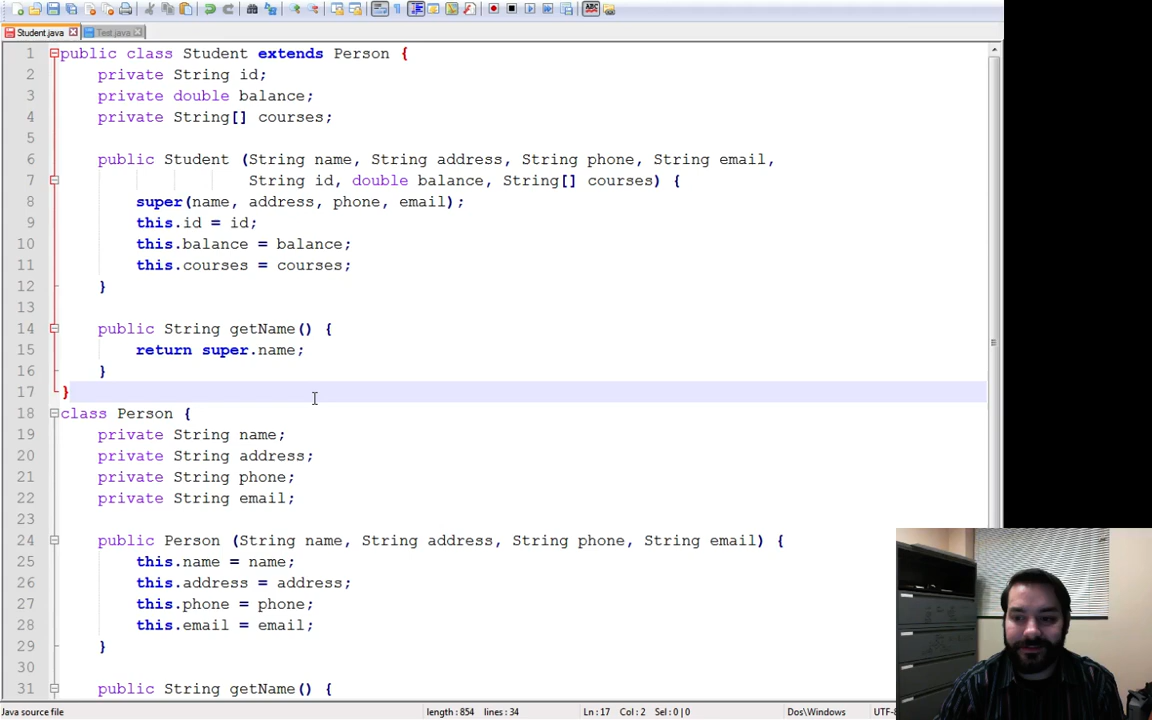 Student.java Test.java
1 public class Student extends Person {
2 private String id;
3 private double balance;
4 private String[] courses;
5
6 public Student (String name, String address, String phone, String email,
7 String id, double balance, String[] courses) {
8 super(name, address, phone, email);
9 this.id = id;
10 this.balance = balance;
11 this.courses = courses;
12 }
13
14 public String getName() {
15 return super.name;
16 }
17 }
18 class Person {
19 private String name;
20 private String address;
21 private String phone;
22 private String email;
23
24 public Person (String name, String address, String phone, String email) {
25 this.name = name;
26 this.address = address;
27 this.phone = phone;
28 this.email = email;
29 }
30
31 public String getName() {
Java source file length : 854 lines : 34 Ln : 17 Col : 2 Sel : 0 | 0 Dos\Windows UTF-8